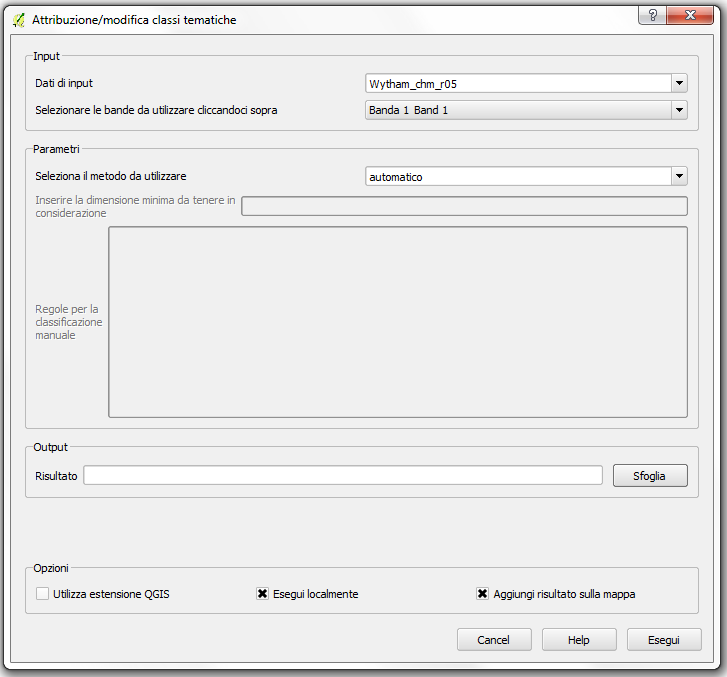 Attribuzione/modifica classi tematiche
?
Input
Dati di input
Wytham_chm_r05
Selezionare le bande da utilizzare cliccandoci sopra
Banda 1 Band 1
Parametri
Seleziona il metodo da utilizzare
automatico
Inserire la dimensione minima da tenere in
considerazione
Regole per la
classificazione
manuale
Output
Risultato
Sfoglia
Opzioni
Utilizza estensione QGIS
Esegui localmente
Aggiungi risultato sulla mappa
Cancel
Help
Esegui